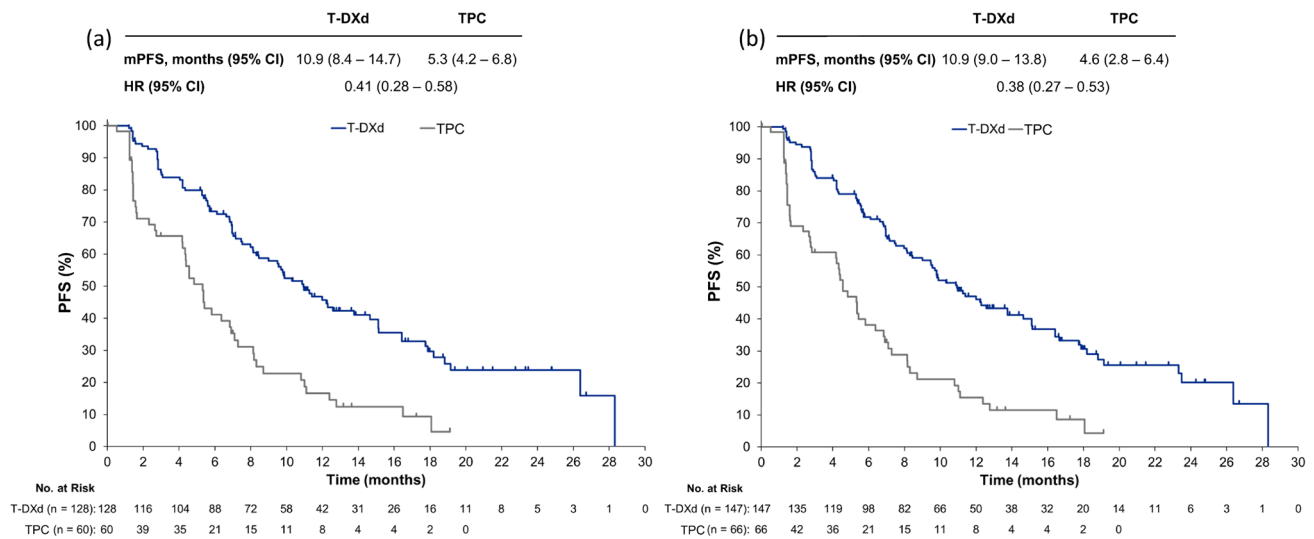 (a)
T-DXd TPC
mPFS, months (95% CI) 10.9 (8.4 – 14.7) 5.3 (4.2 – 6.8)
HR (95% CI) 0.41 (0.28 – 0.58)
T-DXd TPC
100
90
80
70
60
50
40
30
20
10
0
PFS (%)
0 2 4 6 8 10 12 14 16 18 20 22 24 26 28 30
Time (months)
No. at Risk
T-DXd (n = 128): 128 116 104 88 72 58 42 31 26 16 11 8 5 3 1 0
TPC (n = 60): 60 39 35 21 15 11 8 4 4 2 0
(b)
T-DXd TPC
mPFS, months (95% CI) 10.9 (9.0 – 13.8) 4.6 (2.8 – 6.4)
HR (95% CI) 0.38 (0.27 – 0.53)
T-DXd TPC
100
90
80
70
60
50
40
30
20
10
0
PFS (%)
0 2 4 6 8 10 12 14 16 18 20 22 24 26 28 30
Time (months)
No. at Risk
T-DXd (n = 147): 147 135 119 98 82 66 50 38 32 20 14 11 6 3 1 0
TPC (n = 66): 66 42 36 21 15 11 8 4 4 2 0